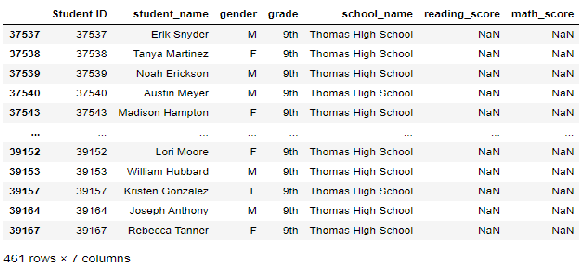 Student ID student_name gender grade school_name reading_score math_score
37537 37537 Erik Snyder M 9th Thomas High School NaN NaN
37538 37538 Tanya Martinez F 9th Thomas High School NaN NaN
37539 37539 Noah Erickson M 9th Thomas High School NaN NaN
37540 37540 Austin Meyer M 9th Thomas High School NaN NaN
37543 37543 Madison Hampton F 9th Thomas High School NaN NaN
... ... ... ... ... ... ... ...
39152 39152 Lori Moore F 9th Thomas High School NaN NaN
39153 39153 William Hubbard M 9th Thomas High School NaN NaN
39157 39157 Kristen Gonzalez F 9th Thomas High School NaN NaN
39164 39164 Joseph Anthony M 9th Thomas High School NaN NaN
39167 39167 Rebecca Tanner F 9th Thomas High School NaN NaN
461 rows × 7 columns